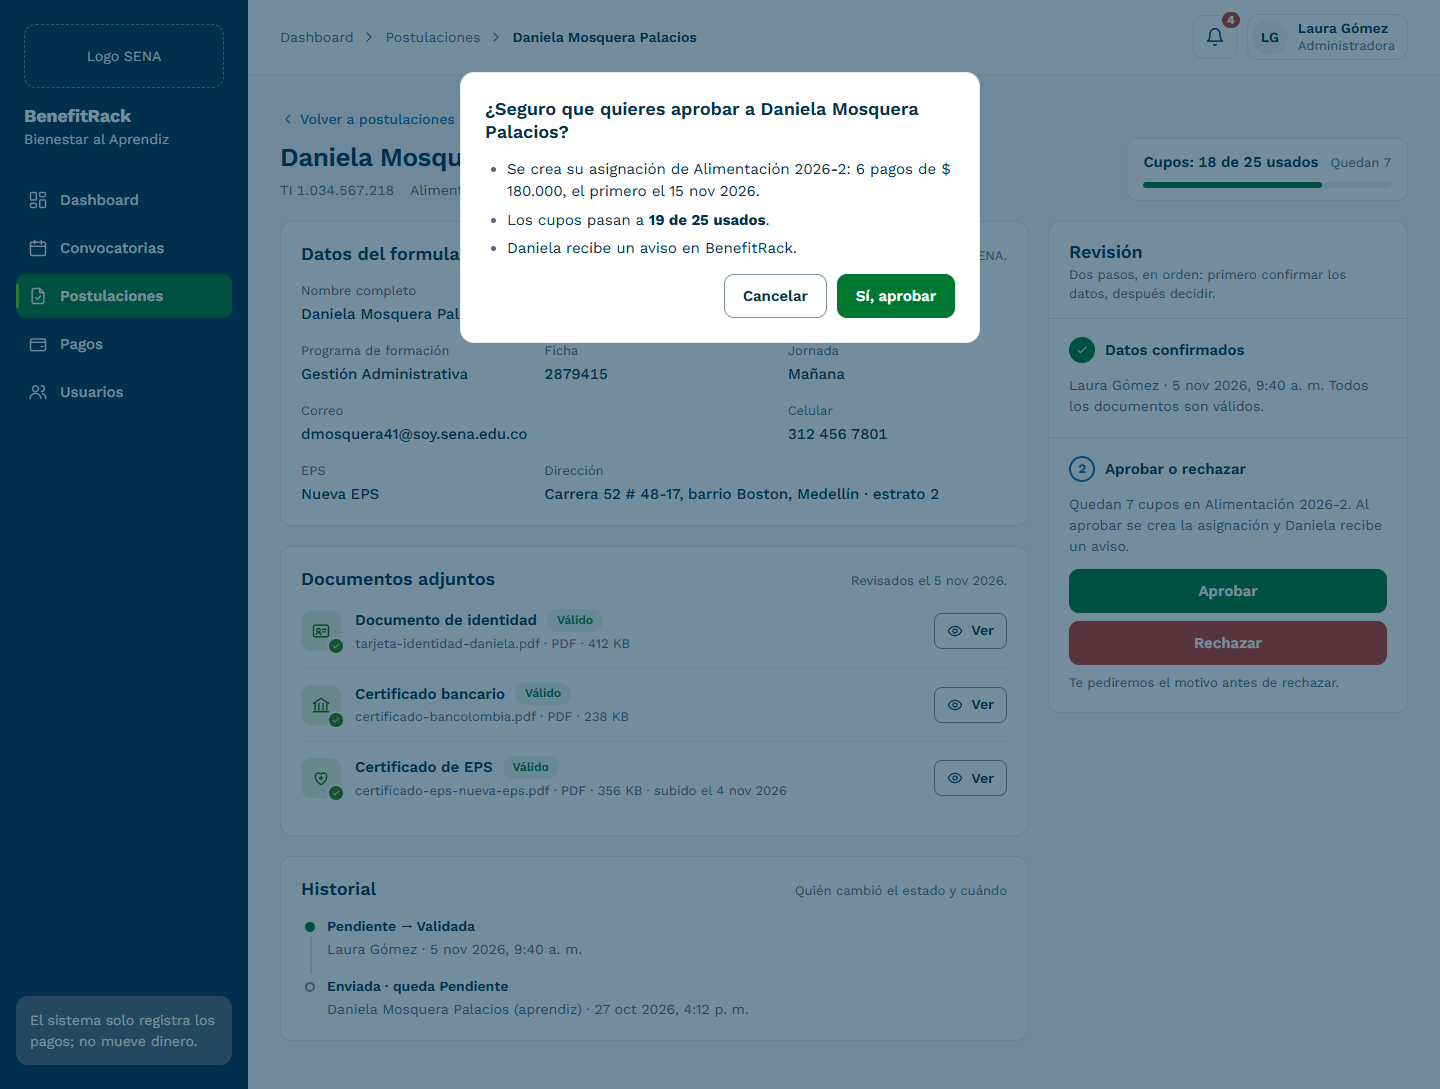 Logo SENA
BenefitRack
Bienestar al Aprendiz
Dashboard
Convocatorias
Postulaciones
Pagos
Usuarios
El sistema solo registra los
pagos; no mueve dinero.
Dashboard > Postulaciones > Daniela Mosquera Palacios
4
LG
Laura Gómez
Administradora
Volver a postulaciones
Daniela Mosqu
TI 1.034.567.218 Aliment
Cupos: 18 de 25 usados Quedan 7
¿Seguro que quieres aprobar a Daniela Mosquera
Palacios?
• Se crea su asignación de Alimentación 2026-2: 6 pagos de $
180.000, el primero el 15 nov 2026.
• Los cupos pasan a 19 de 25 usados.
• Daniela recibe un aviso en BenefitRack.
Cancelar
Sí, aprobar
Datos del formula
ENA.
Nombre completo
Daniela Mosquera Pal
Programa de formación Ficha Jornada
Gestión Administrativa 2879415 Mañana
Correo Celular
dmosquera41@soy.sena.edu.co 312 456 7801
EPS Dirección
Nueva EPS Carrera 52 # 48-17, barrio Boston, Medellín · estrato 2
Documentos adjuntos Revisados el 5 nov 2026.
Documento de identidad Válido
tarjeta-identidad-daniela.pdf · PDF · 412 KB
Ver
Certificado bancario Válido
certificado-bancolombia.pdf · PDF · 238 KB
Ver
Certificado de EPS Válido
certificado-eps-nueva-eps.pdf · PDF · 356 KB · subido el 4 nov 2026
Ver
Historial Quién cambió el estado y cuándo
Pendiente → Validada
Laura Gómez · 5 nov 2026, 9:40 a. m.
Enviada · queda Pendiente
Daniela Mosquera Palacios (aprendiz) · 27 oct 2026, 4:12 p. m.
Revisión
Dos pasos, en orden: primero confirmar los
datos, después decidir.
Datos confirmados
Laura Gómez · 5 nov 2026, 9:40 a. m. Todos
los documentos son válidos.
2 Aprobar o rechazar
Quedan 7 cupos en Alimentación 2026-2. Al
aprobar se crea la asignación y Daniela recibe
un aviso.
Aprobar
Rechazar
Te pediremos el motivo antes de rechazar.